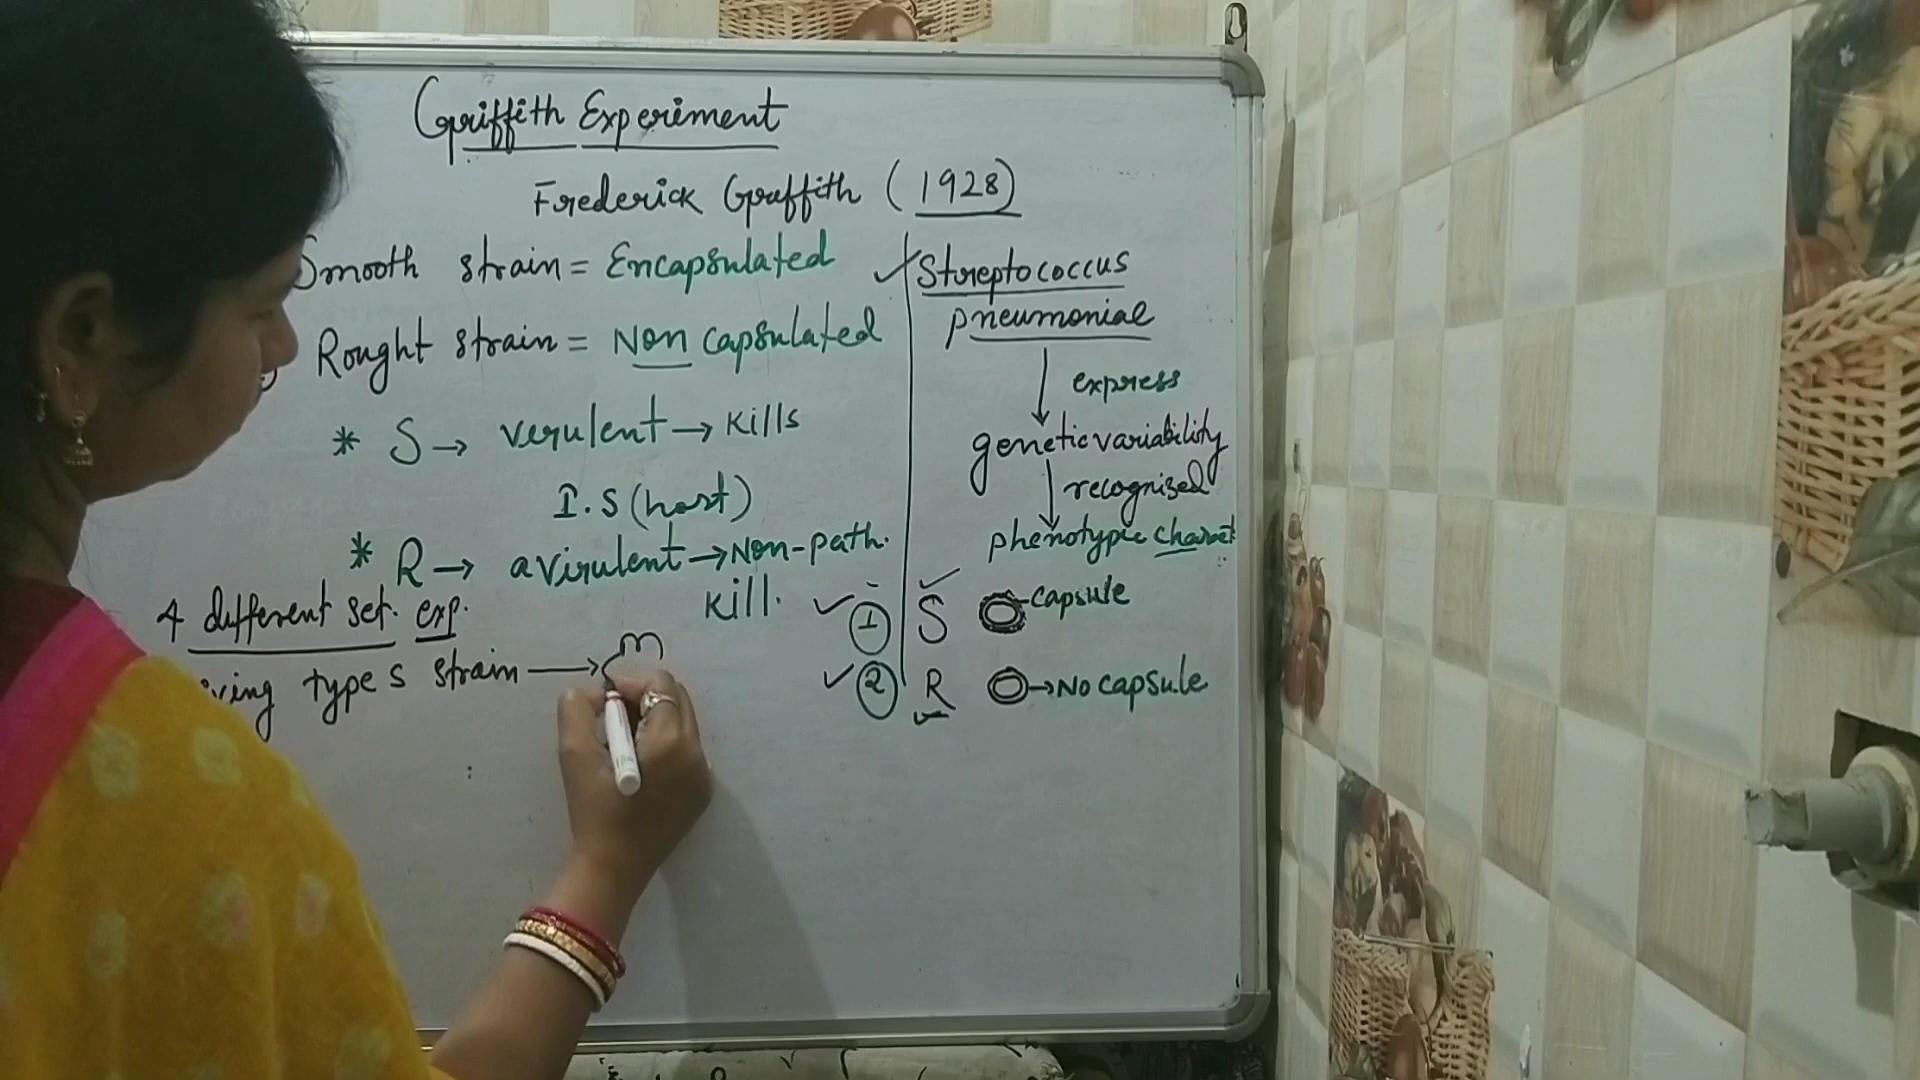 Griffith Experiment
Frederick Griffith (1928)
Smooth strain = Encapsulated
Rought strain = Non capsulated
* S → verulent → kills
I.S (host)
* R → avirulent → Non-path.
kill.
4 different set. exp.
type S strain →
✓ Streptococcus
pneumoniae
express
genetic variability
recognised
phenotypic charact
✓ ① S capsule
✓ ② R → No capsule